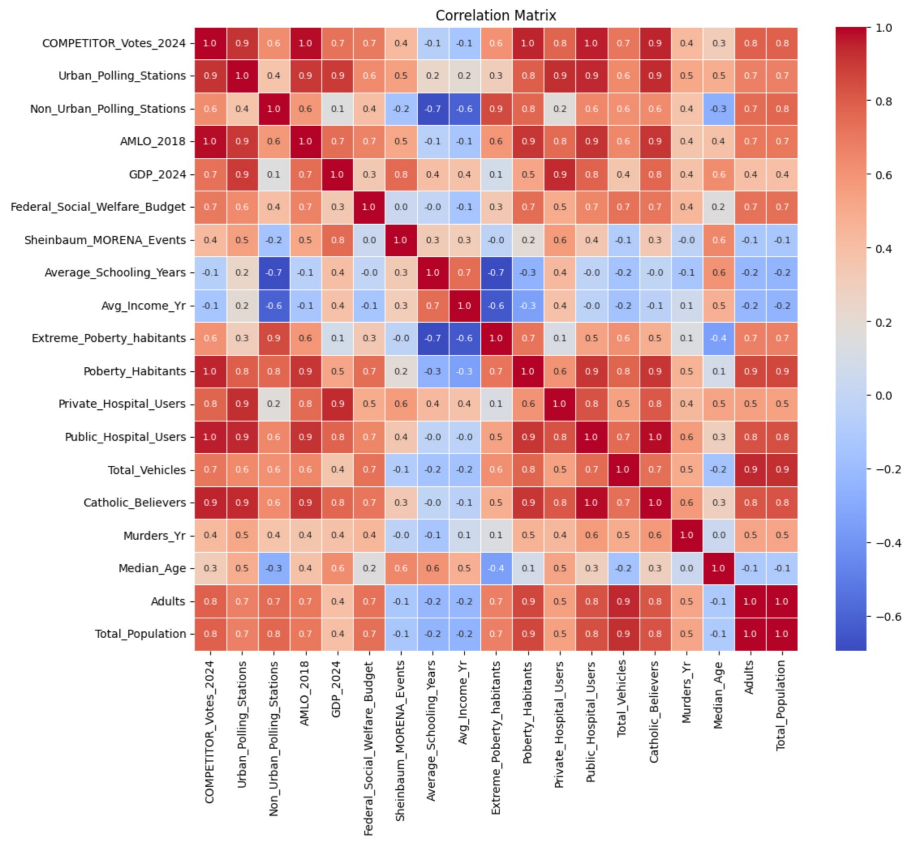 Correlation Matrix
COMPETITOR_Votes_2024 1.0 0.9 0.6 1.0 0.7 0.7 0.4 -0.1 -0.1 0.6 1.0 0.8 1.0 0.7 0.9 0.4 0.3 0.8 0.8
Urban_Polling_Stations 0.9 1.0 0.4 0.9 0.9 0.6 0.5 0.2 0.2 0.3 0.8 0.9 0.9 0.6 0.9 0.5 0.5 0.7 0.7
Non_Urban_Polling_Stations 0.6 0.4 1.0 0.6 0.1 0.4 -0.2 -0.7 -0.6 0.9 0.8 0.2 0.6 0.6 0.6 0.4 -0.3 0.7 0.8
AMLO_2018 1.0 0.9 0.6 1.0 0.7 0.7 0.5 -0.1 -0.1 0.6 0.9 0.8 0.9 0.6 0.9 0.4 0.4 0.7 0.7
GDP_2024 0.7 0.9 0.1 0.7 1.0 0.3 0.8 0.4 0.4 0.1 0.5 0.9 0.8 0.4 0.8 0.4 0.6 0.4 0.4
Federal_Social_Welfare_Budget 0.7 0.6 0.4 0.7 0.3 1.0 0.0 -0.0 -0.1 0.3 0.7 0.5 0.7 0.7 0.7 0.4 0.2 0.7 0.7
Sheinbaum_MORENA_Events 0.4 0.5 -0.2 0.5 0.8 0.0 1.0 0.3 0.3 -0.0 0.2 0.6 0.4 -0.1 0.3 -0.0 0.6 -0.1 -0.1
Average_Schooling_Years -0.1 0.2 -0.7 -0.1 0.4 -0.0 0.3 1.0 0.7 -0.7 -0.3 0.4 -0.0 -0.2 -0.0 -0.1 0.6 -0.2 -0.2
Avg_Income_Yr -0.1 0.2 -0.6 -0.1 0.4 -0.1 0.3 0.7 1.0 -0.6 -0.3 0.4 -0.0 -0.2 -0.1 0.1 0.5 -0.2 -0.2
Extreme_Poberty_habitants 0.6 0.3 0.9 0.6 0.1 0.3 -0.0 -0.7 -0.6 1.0 0.7 0.1 0.5 0.6 0.5 0.1 -0.4 0.7 0.7
Poberty_Habitants 1.0 0.8 0.8 0.9 0.5 0.7 0.2 -0.3 -0.3 0.7 1.0 0.6 0.9 0.8 0.9 0.5 0.1 0.9 0.9
Private_Hospital_Users 0.8 0.9 0.2 0.8 0.9 0.5 0.6 0.4 0.4 0.1 0.6 1.0 0.8 0.5 0.8 0.4 0.5 0.5 0.5
Public_Hospital_Users 1.0 0.9 0.6 0.9 0.8 0.7 0.4 -0.0 -0.0 0.5 0.9 0.8 1.0 0.7 1.0 0.6 0.3 0.8 0.8
Total_Vehicles 0.7 0.6 0.6 0.6 0.4 0.7 -0.1 -0.2 -0.2 0.6 0.8 0.5 0.7 1.0 0.7 0.5 -0.2 0.9 0.9
Catholic_Believers 0.9 0.9 0.6 0.9 0.8 0.7 0.3 -0.0 -0.1 0.5 0.9 0.8 1.0 0.7 1.0 0.6 0.3 0.8 0.8
Murders_Yr 0.4 0.5 0.4 0.4 0.4 0.4 -0.0 -0.1 0.1 0.1 0.5 0.4 0.6 0.5 0.6 1.0 0.0 0.5 0.5
Median_Age 0.3 0.5 -0.3 0.4 0.6 0.2 0.6 0.6 0.5 -0.4 0.1 0.5 0.3 -0.2 0.3 0.0 1.0 -0.1 -0.1
Adults 0.8 0.7 0.7 0.7 0.4 0.7 -0.1 -0.2 -0.2 0.7 0.9 0.5 0.8 0.9 0.8 0.5 -0.1 1.0 1.0
Total_Population 0.8 0.7 0.8 0.7 0.4 0.7 -0.1 -0.2 -0.2 0.7 0.9 0.5 0.8 0.9 0.8 0.5 -0.1 1.0 1.0
COMPETITOR_Votes_2024
Urban_Polling_Stations
Non_Urban_Polling_Stations
AMLO_2018
GDP_2024
Federal_Social_Welfare_Budget
Sheinbaum_MORENA_Events
Average_Schooling_Years
Avg_Income_Yr
Extreme_Poberty_habitants
Poberty_Habitants
Private_Hospital_Users
Public_Hospital_Users
Total_Vehicles
Catholic_Believers
Murders_Yr
Median_Age
Adults
Total_Population
1.0
0.8
0.6
0.4
0.2
0.0
−0.2
−0.4
−0.6